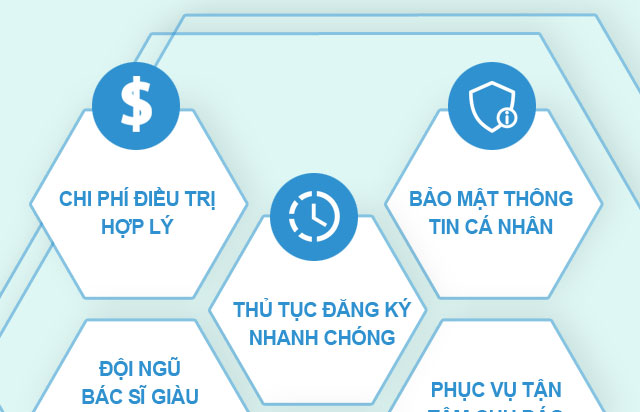 CHI PHÍ ĐIỀU TRỊ
HỢP LÝ
BẢO MẬT THÔNG
TIN CÁ NHÂN
THỦ TỤC ĐĂNG KÝ
NHANH CHÓNG
ĐỘI NGŨ
BÁC SĨ GIÀU
PHỤC VỤ TẬN